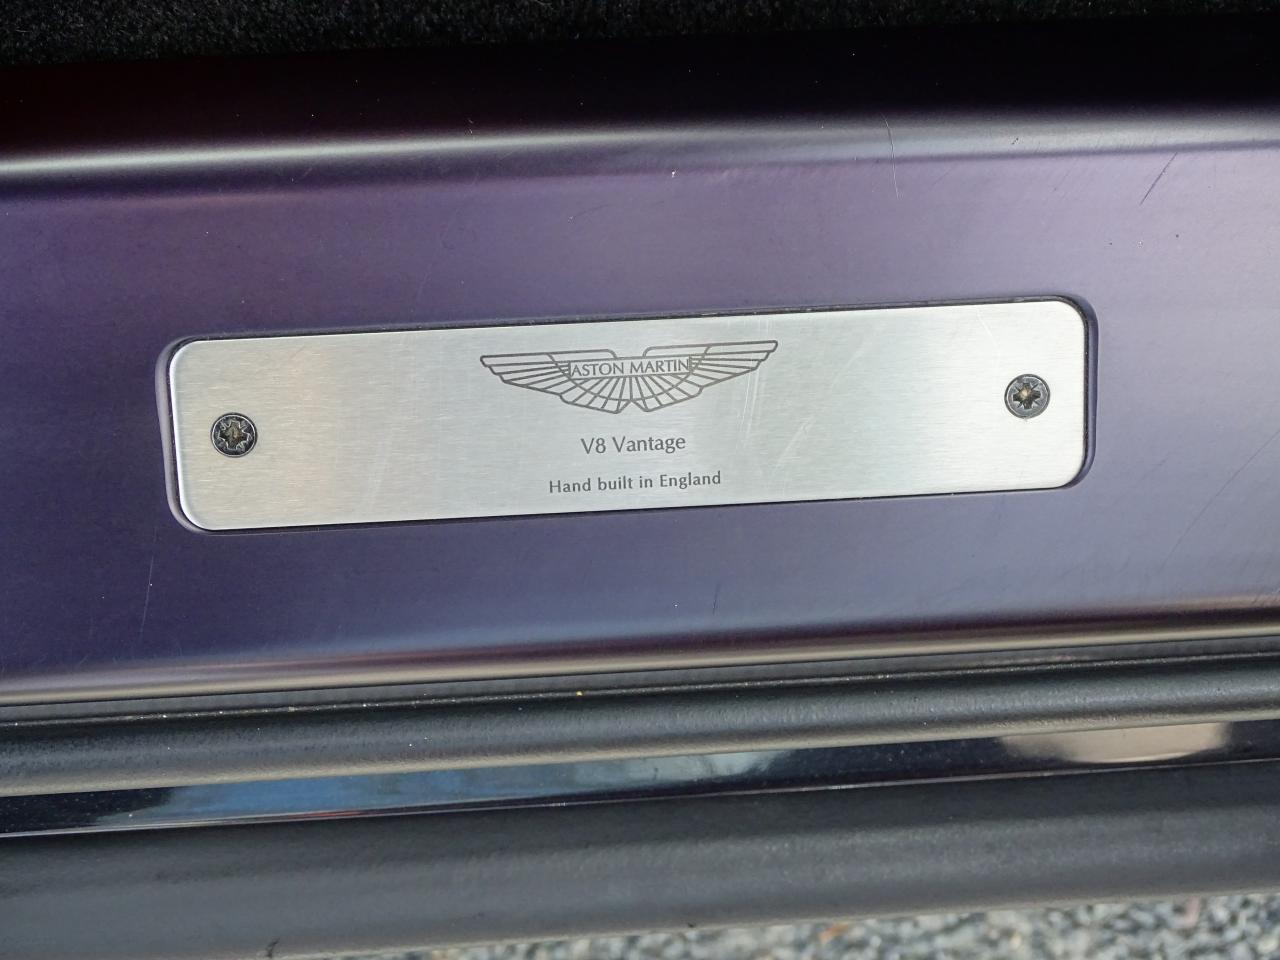 ASTON MARTIN
V8 Vantage
Hand built in England